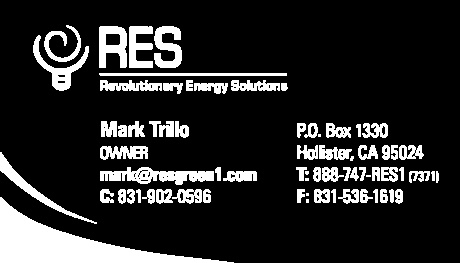 RES
Revolutionary Energy Solutions
Mark Trillo
OWNER
mark@resgreen1.com
C: 831-902-0596
P.O. Box 1330
Hollister, CA 95024
T: 888-747-RES1 (7371)
F: 831-536-1619